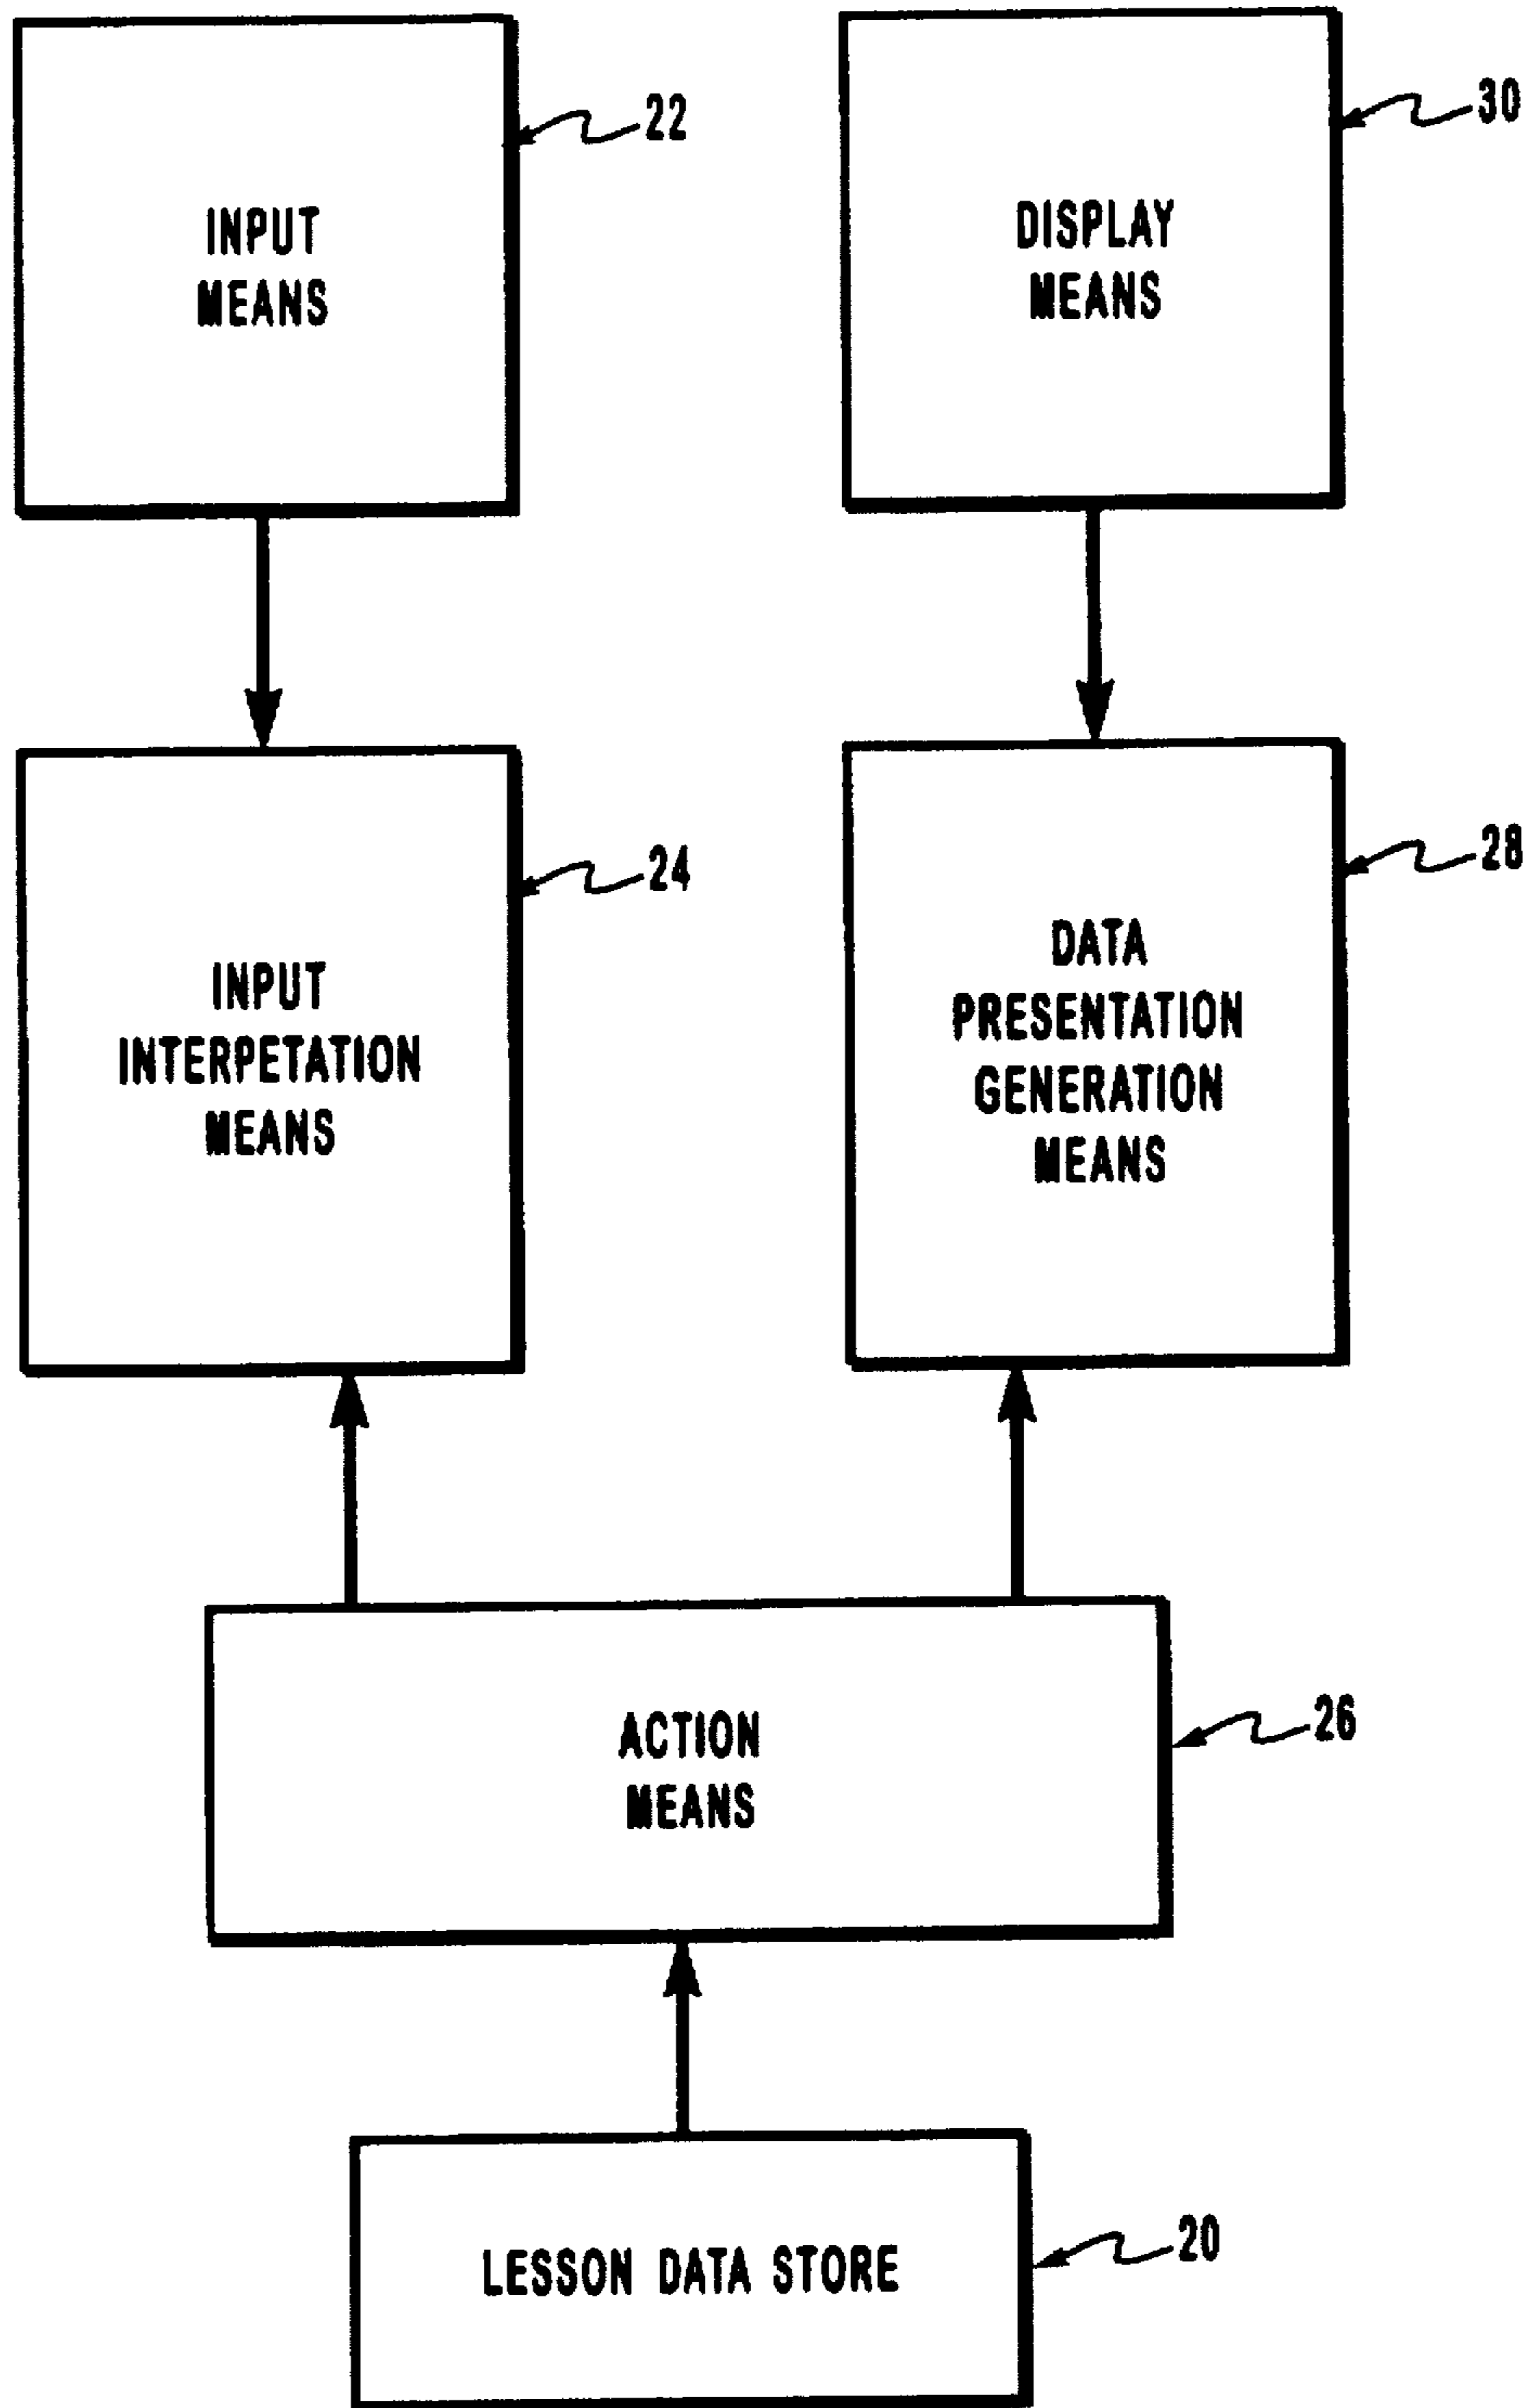 INPUT
MEANS
22
DISPLAY
MEANS
30
INPUT
INTERPETATION
MEANS
24
DATA
PRESENTATION
GENERATION
MEANS
28
ACTION
MEANS
26
LESSON DATA STORE
20